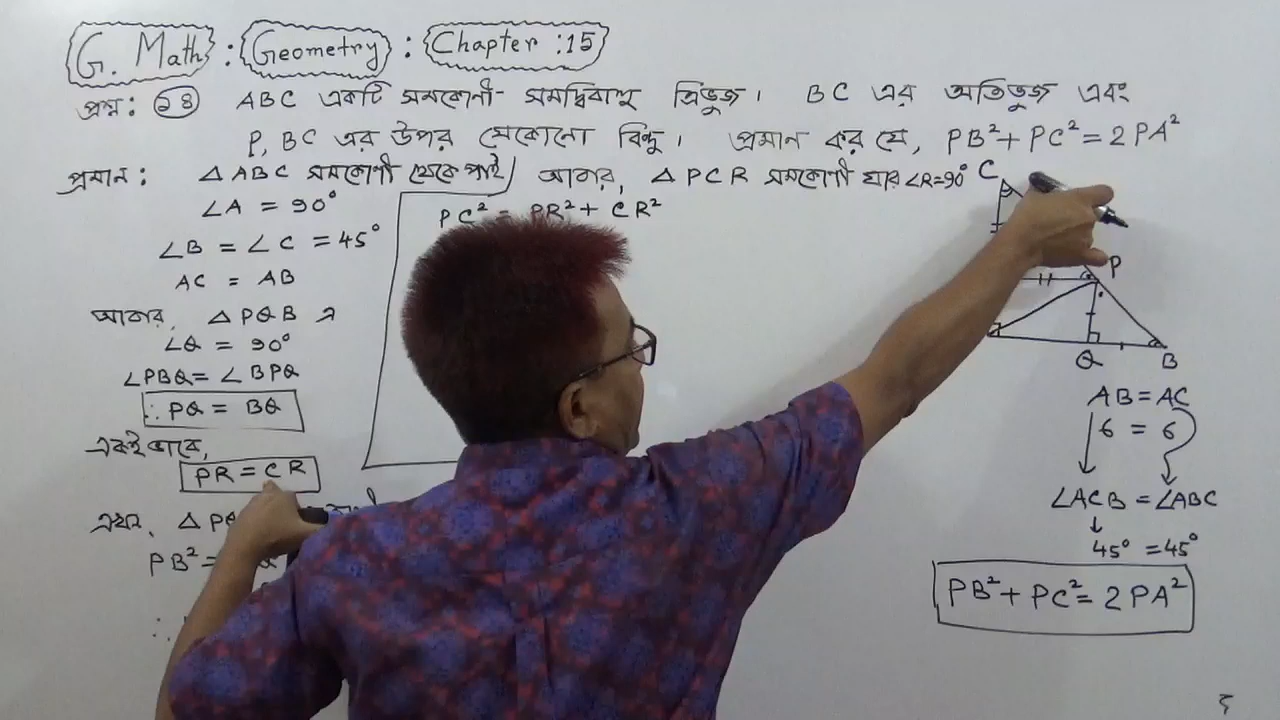 G. Math : Geometry : Chapter :15
প্রশ্ন: ২৪ ABC একটি সমকোণী সমদ্বিবাহু ত্রিভুজ। BC এর অতিভুজ এবং
P, BC এর উপর যেকোনো বিন্দু। প্রমান কর যে, PB² + PC² = 2PA²
প্রমান : △ABC সমকোণী থেকে পাই
∠A = 90°
∠B = ∠C = 45°
AC = AB
আবার, △PQB এ
∠Q = 90°
∠PBQ = ∠BPQ
∴ PQ = BQ
একই ভাবে,
PR = CR
এখন, △PQ
PB² =
∴
আবার, △PCR সমকোণী যার ∠R=90°
PC² = PR² + CR²
C
P
Q B
AB = AC
6 = 6
∠ACB = ∠ABC
45° = 45°
PB² + PC² = 2PA²